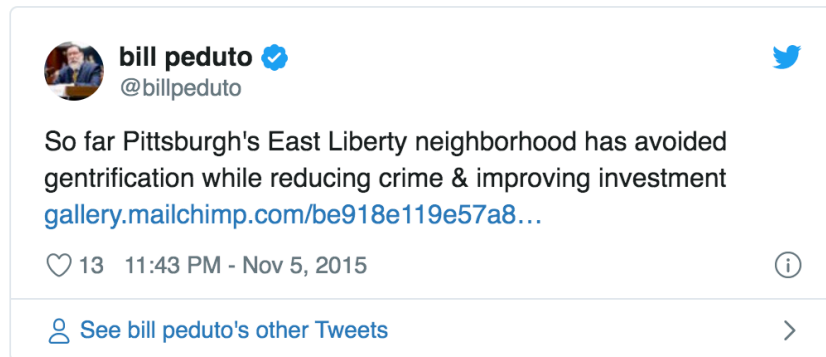 bill peduto
@billpeduto
So far Pittsburgh's East Liberty neighborhood has avoided
gentrification while reducing crime & improving investment
gallery.mailchimp.com/be918e119e57a8…
13 11:43 PM - Nov 5, 2015
See bill peduto's other Tweets